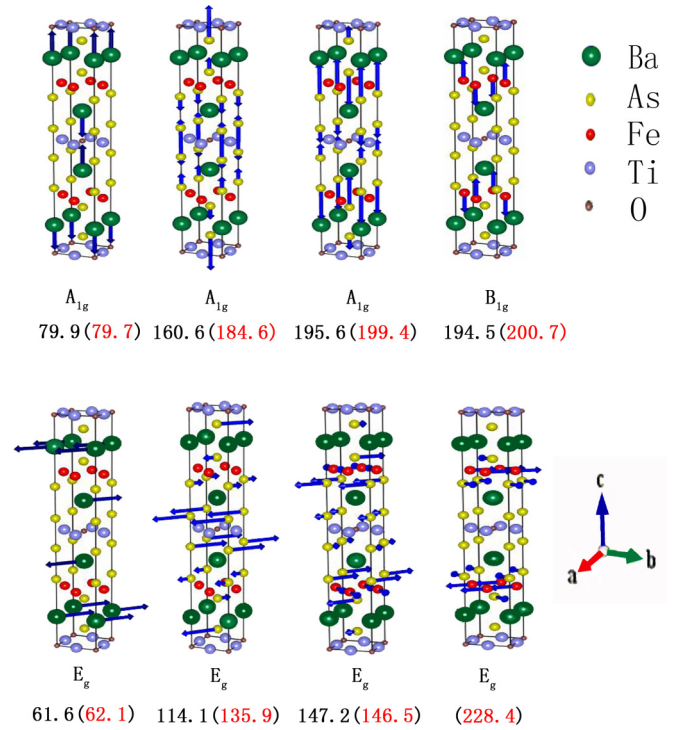 Ba
As
Fe
Ti
O
A1g A1g A1g B1g
79.9(79.7) 160.6(184.6) 195.6(199.4) 194.5(200.7)
c
a b
Eg Eg Eg Eg
61.6(62.1) 114.1(135.9) 147.2(146.5) (228.4)